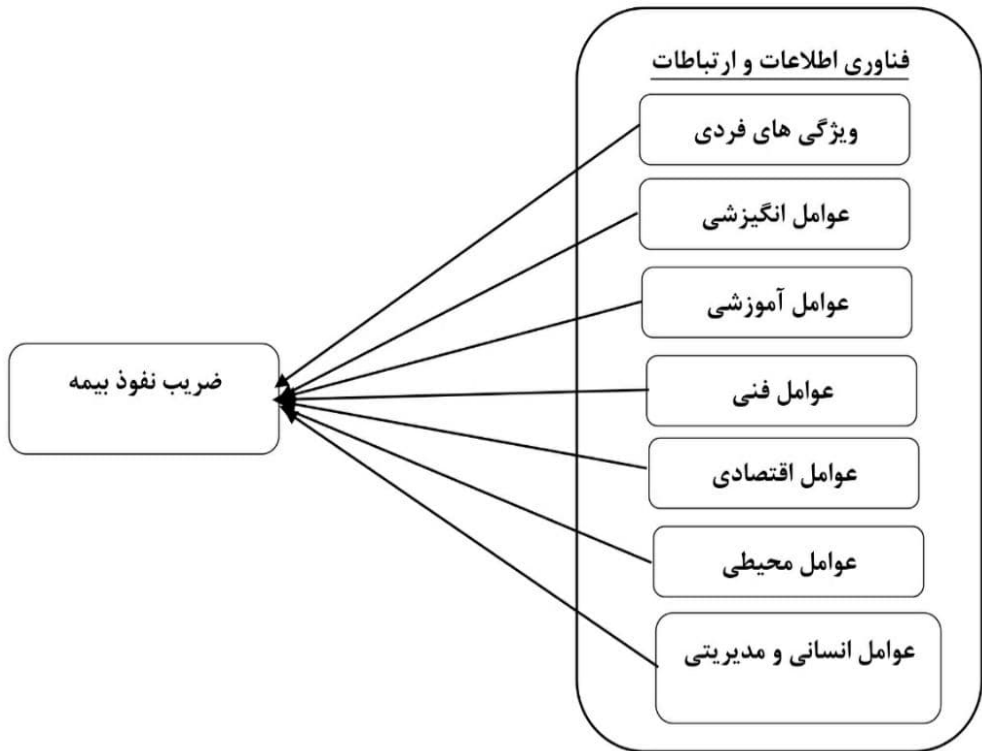 فناوری اطلاعات و ارتباطات
ویژگی های فردی
عوامل انگیزشی
عوامل آموزشی
عوامل فنی
عوامل اقتصادی
عوامل محیطی
عوامل انسانی و مدیریتی
ضریب نفوذ بیمه